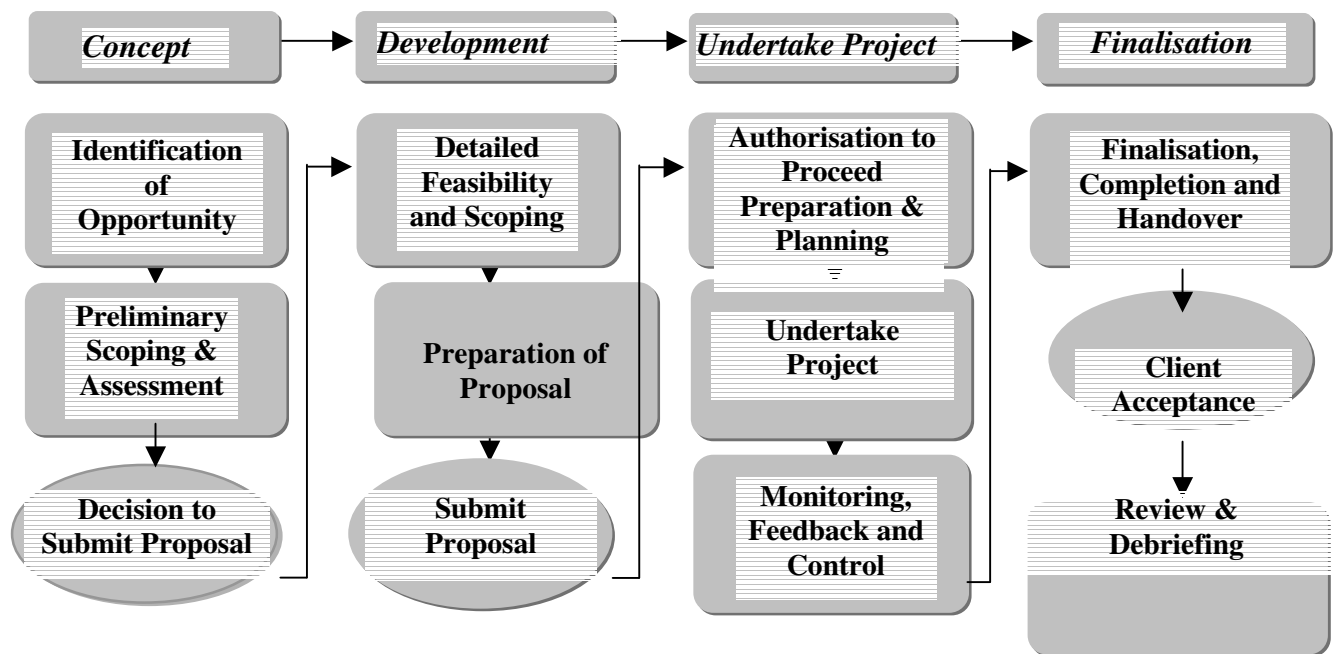 Concept
Development
Undertake Project
Finalisation
Identification
of
Opportunity
Preliminary
Scoping &
Assessment
Decision to
Submit Proposal
Detailed
Feasibility
and Scoping
Preparation of
Proposal
Submit
Proposal
Authorisation to
Proceed
Preparation &
Planning
Undertake
Project
Monitoring,
Feedback and
Control
Finalisation,
Completion and
Handover
Client
Acceptance
Review &
Debriefing